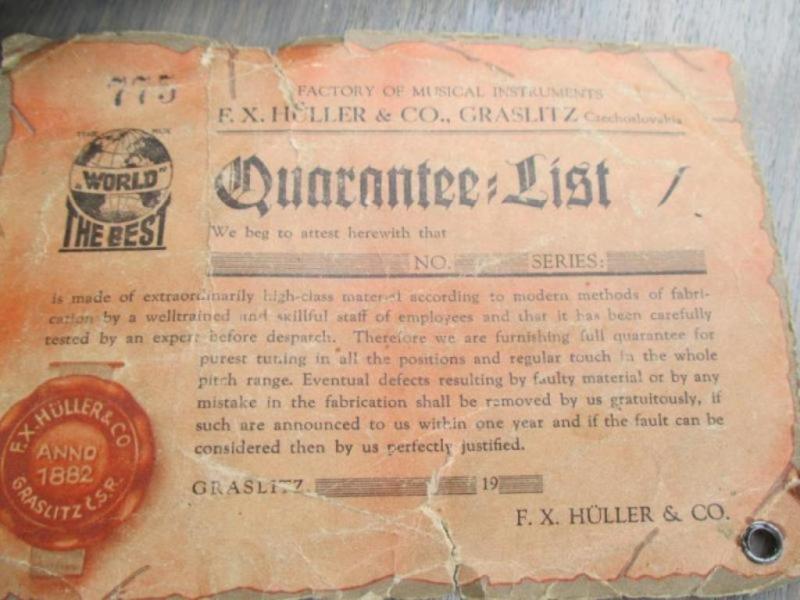 775
FACTORY OF MUSICAL INSTRUMENTS
F. X. HÜLLER & CO., GRASLITZ Czechoslovakia
"WORLD"
THE BEST
Quarantee-List
We beg to attest herewith that
NO. SERIES:
is made of extraordinarily high-class material according to modern methods of fabri-
cation by a welltrained and skillful staff of employees and that it has been carefully
tested by an expert before despatch. Therefore we are furnishing full quarantee for
purest tuning in all the positions and regular touch in the whole
pitch range. Eventual defects resulting by faulty material or by any
mistake in the fabrication shall be removed by us gratuitously, if
such are announced to us within one year and if the fault can be
considered then by us perfectly justified.
F.X. HÜLLER & CO
ANNO
1882
GRASLITZ Č.S.R.
GRASLITZ. 19
F. X. HÜLLER & CO.